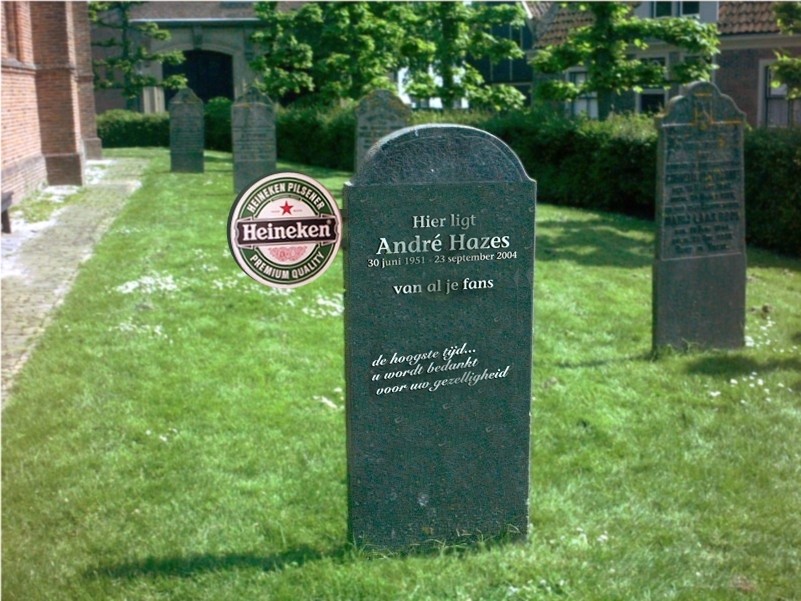 HEINEKEN PILSENER
Heineken
PREMIUM QUALITY
Hier ligt
André Hazes
30 juni 1951 - 23 september 2004
van al je fans
de hoogste tijd...
u wordt bedankt
voor uw gezelligheid